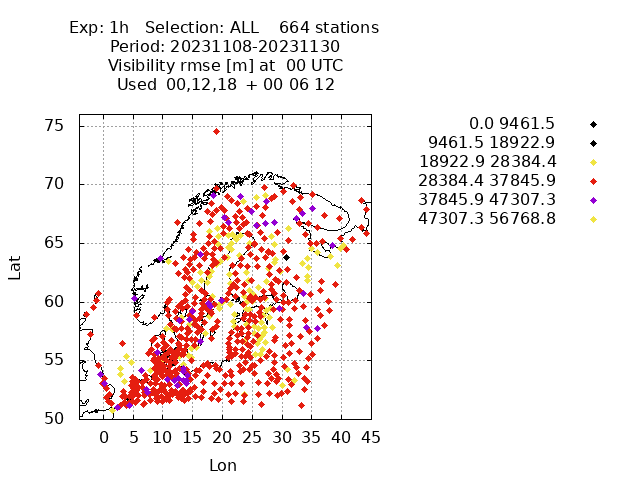 Exp: 1h   Selection: ALL    664 stations
Period: 20231108-20231130
Visibility rmse [m] at  00 UTC
Used  00,12,18  + 00 06 12
0.0 9461.5
9461.5 18922.9
18922.9 28384.4
28384.4 37845.9
37845.9 47307.3
47307.3 56768.8
75
70
65
60
55
50
Lat
0 5 10 15 20 25 30 35 40 45
Lon